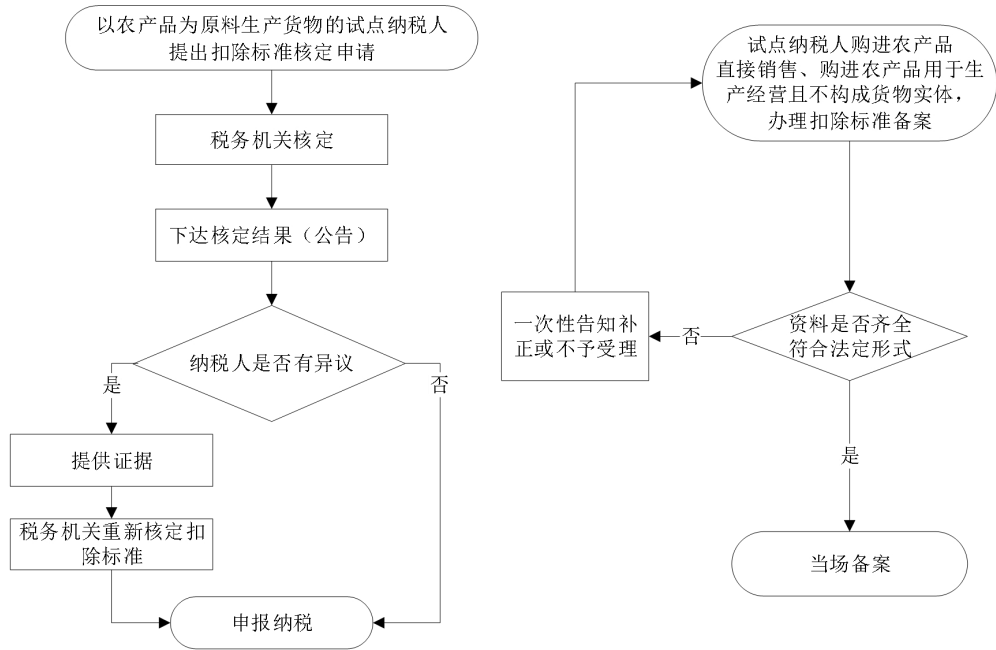 以农产品为原料生产货物的试点纳税人
提出扣除标准核定申请
税务机关核定
下达核定结果（公告）
纳税人是否有异议
是
否
提供证据
税务机关重新核定扣
除标准
申报纳税
试点纳税人购进农产品
直接销售、购进农产品用于生
产经营且不构成货物实体，
办理扣除标准备案
资料是否齐全
符合法定形式
否
一次性告知补
正或不予受理
是
当场备案